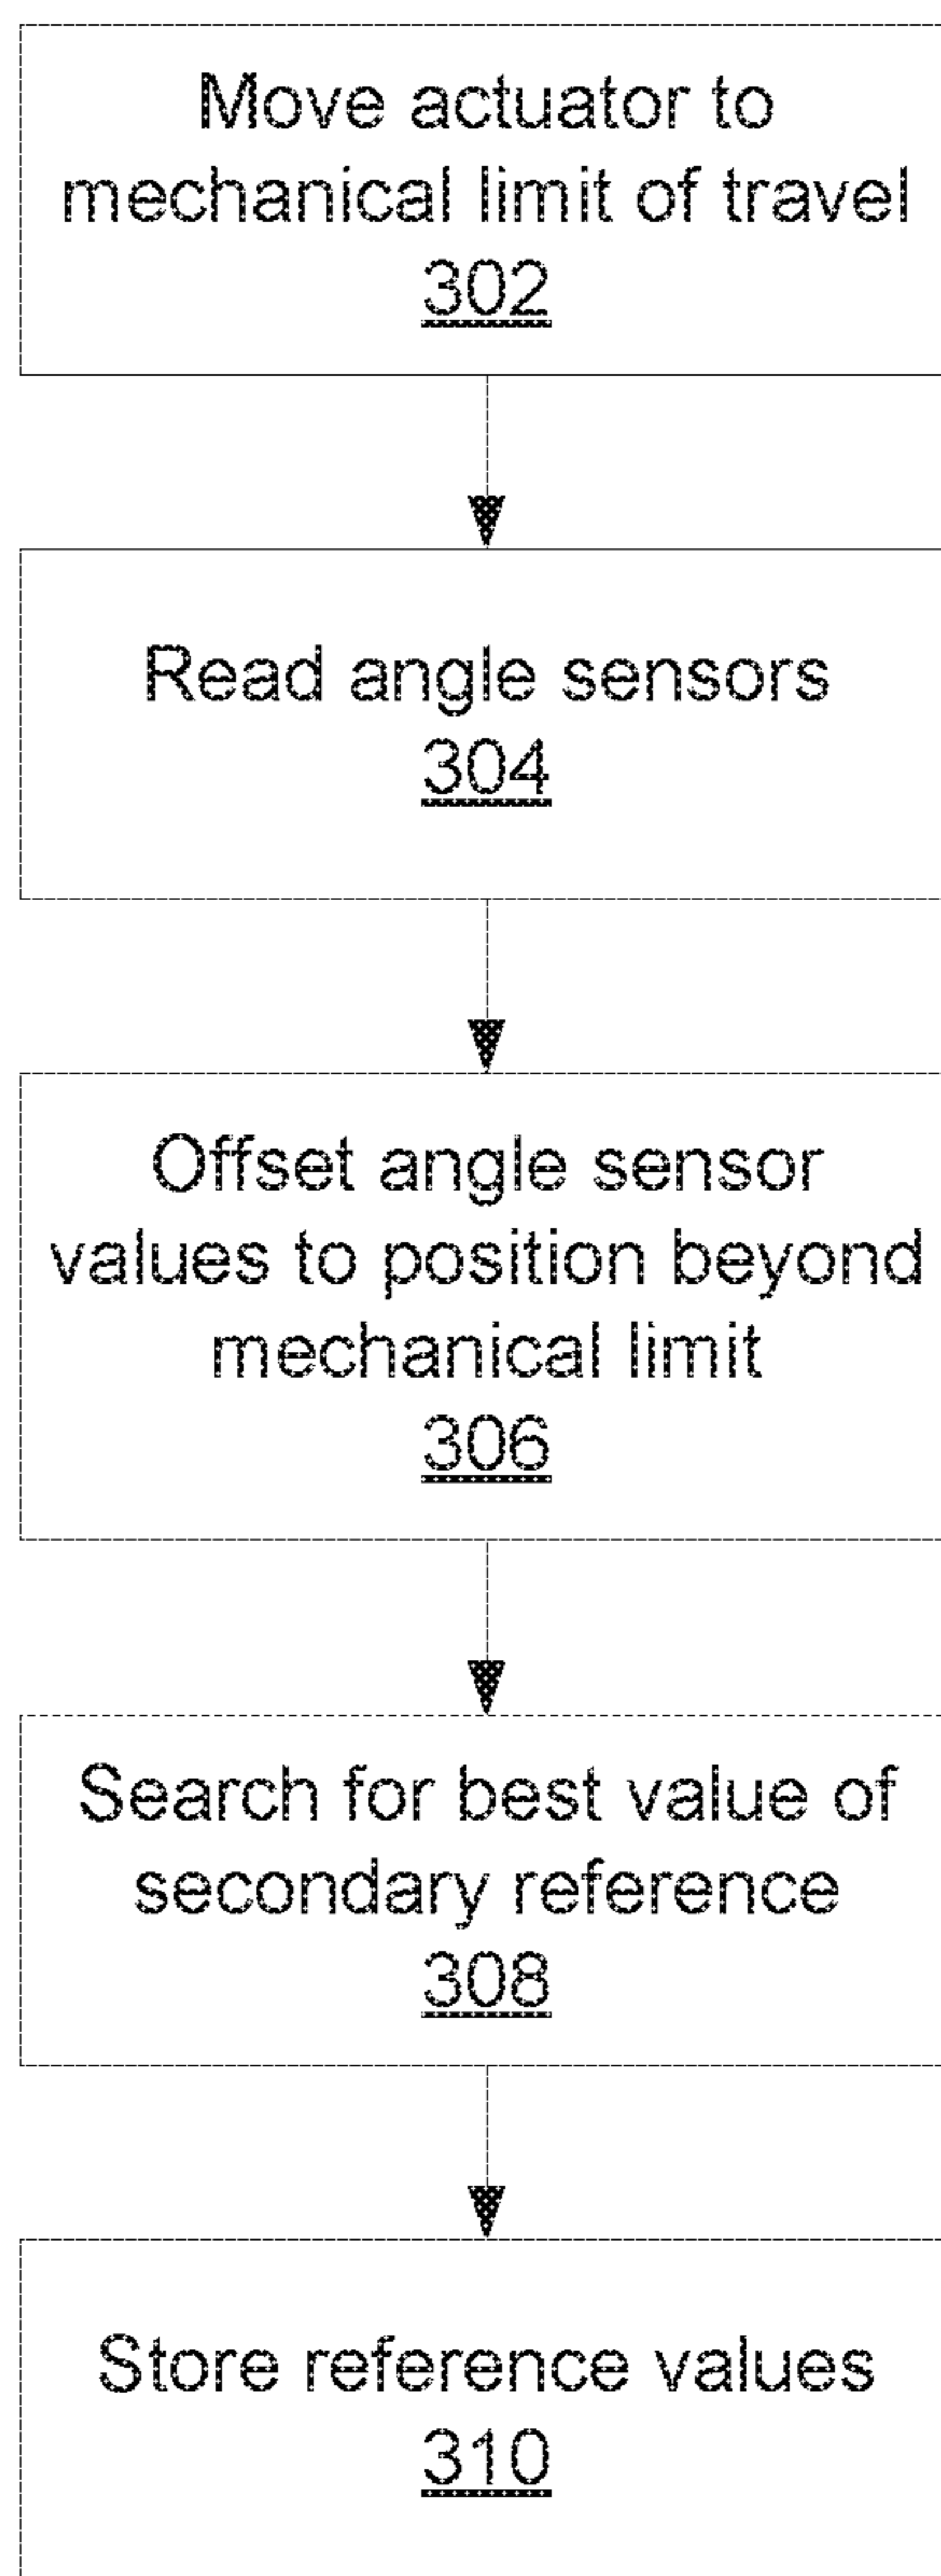 Move actuator to
mechanical limit of travel
302
Read angle sensors
304
Offset angle sensor
values to position beyond
mechanical limit
306
Search for best value of
secondary reference
308
Store reference values
310